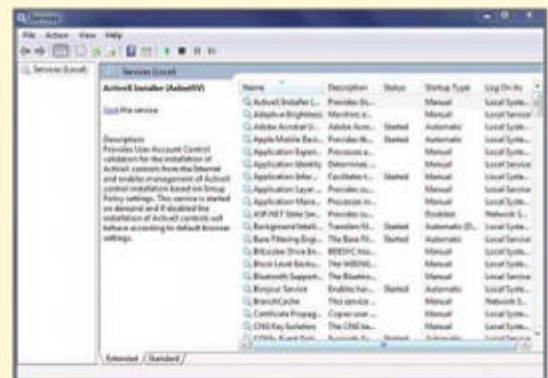 Services
File Action View Help
Services (Local)
Services (Local)
ActiveX Installer (AxInstSV)
Start the service
Description:
Provides User Account Control
validation for the installation of
ActiveX controls from the Internet
and enables management of ActiveX
control installation based on Group
Policy settings. This service is started
on demand and if disabled the
installation of ActiveX controls will
behave according to default browser
settings.
Name Description Status Startup Type Log On As
ActiveX Installer (... Provides Us... Manual Local Syste...
Adaptive Brightness Monitors a... Manual Local Service
Adobe Acrobat U... Adobe Acro... Started Automatic Local Syste...
Apple Mobile Devi... Provides th... Started Automatic Local Syste...
Application Experi... Processes a... Manual Local Syste...
Application Identity Determines ... Manual Local Service
Application Infor... Facilitates t... Started Manual Local Syste...
Application Layer ... Provides su... Manual Local Service
Application Mana... Processes in... Manual Local Syste...
ASP.NET State Ser... Provides su... Disabled Network S...
Background Intelli... Transfers fil... Started Automatic (D... Local Syste...
Base Filtering Engi... The Base Fil... Started Automatic Local Service
BitLocker Drive En... BDESVC hos... Manual Local Syste...
Block Level Backu... The WBENG... Manual Local Syste...
Bluetooth Support... The Bluetoo... Manual Local Service
Bonjour Service Enables har... Started Automatic Local Syste...
BranchCache This service ... Manual Network S...
Certificate Propag... Copies user ... Manual Local Syste...
CNG Key Isolation The CNG ke... Manual Local Syste...
Extended Standard